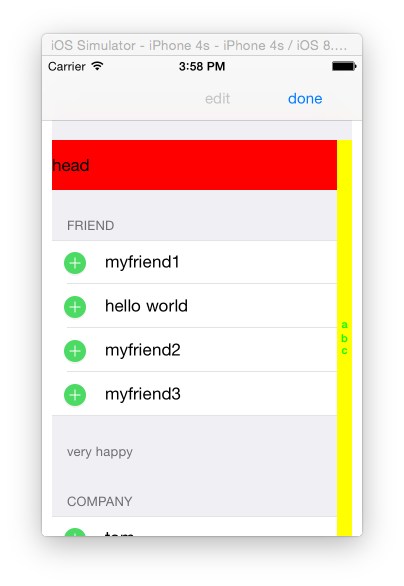 iOS Simulator - iPhone 4s - iPhone 4s / iOS 8....
Carrier 3:58 PM
edit done
head
FRIEND
myfriend1
hello world
a
b
myfriend2
c
myfriend3
very happy
COMPANY
tom